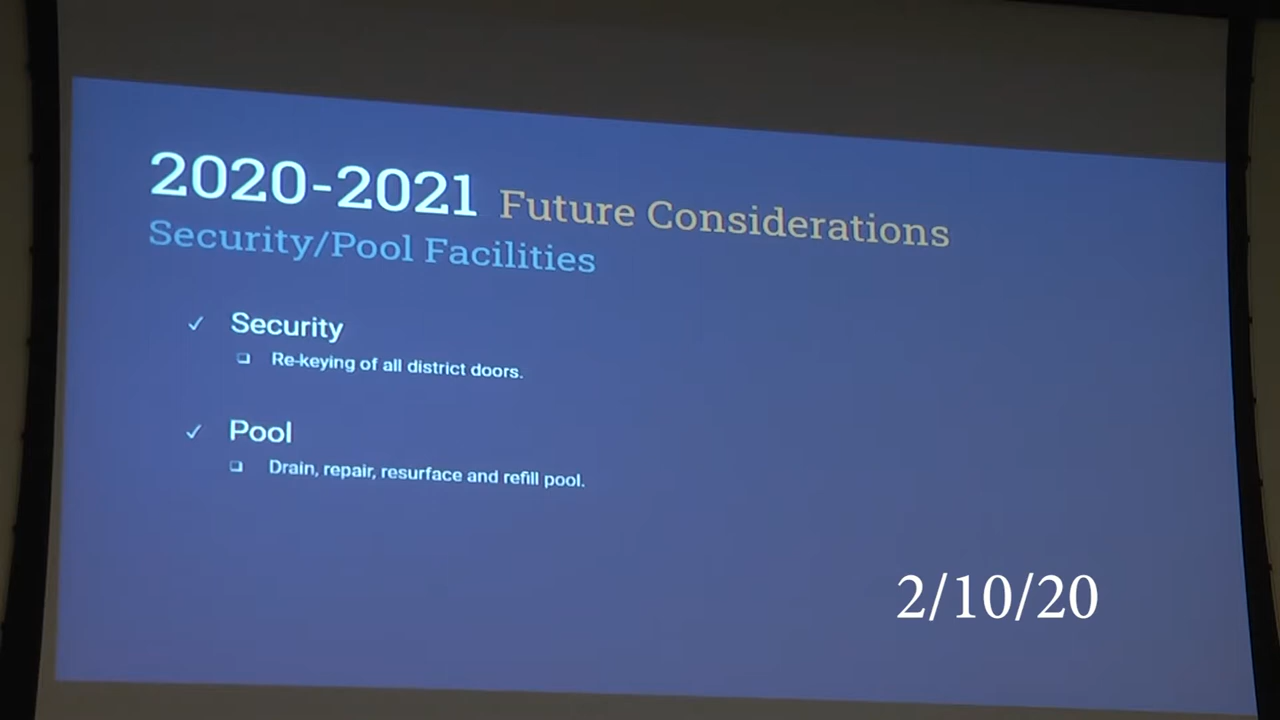 2020-2021 Future Considerations
Security/Pool Facilities
✓ Security
❑ Re-keying of all district doors.
✓ Pool
❑ Drain, repair, resurface and refill pool.
2/10/20